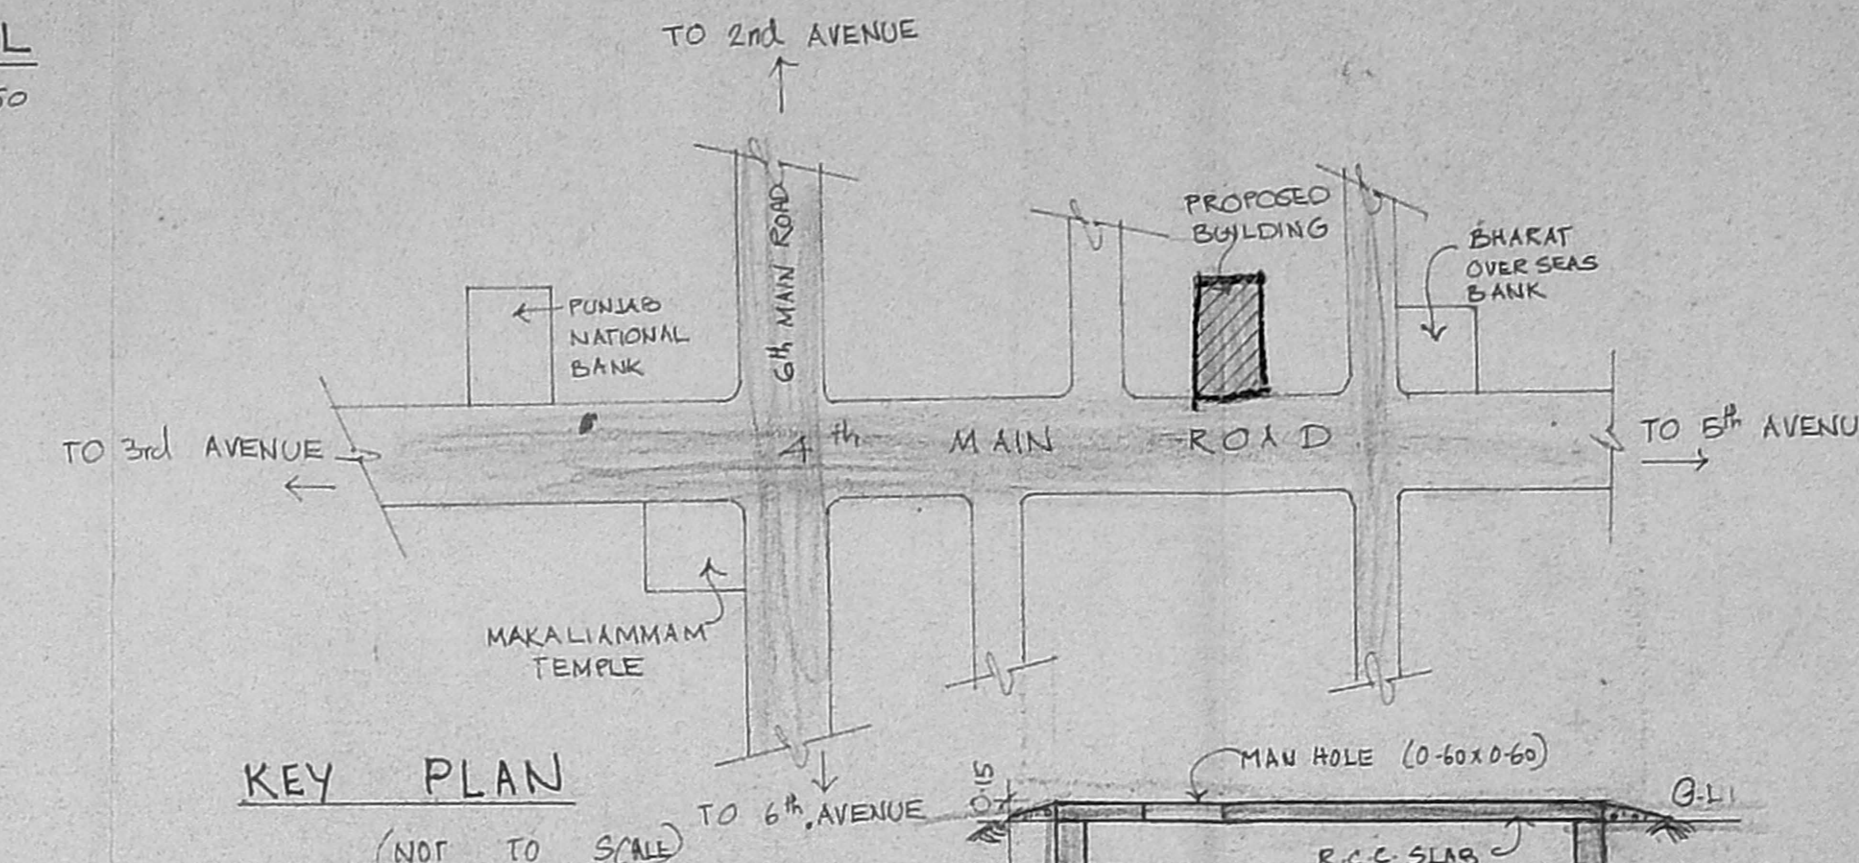 L
50
TO 2nd AVENUE
6th MAIN ROAD
PROPOSED
BUILDING
BHARAT
OVER SEAS
BANK
PUNJAB
NATIONAL
BANK
TO 3rd AVENUE
4th MAIN ROAD
TO 5th AVENU
MAKALIAMMAM
TEMPLE
KEY PLAN
(NOT TO SCALE)
TO 6th AVENUE
MAN HOLE (0.60x0.60)
0.15
G.L
R.C.C. SLAB